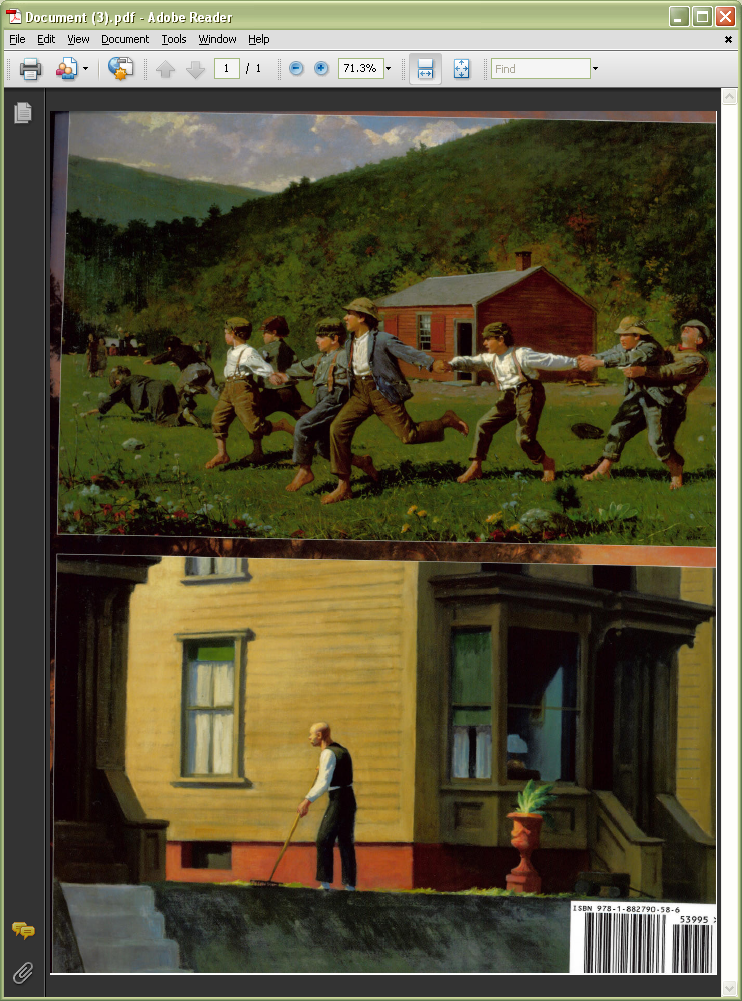 Document (3).pdf - Adobe Reader
File Edit View Document Tools Window Help
1 / 1 71.3% Find
ISBN 978-1-882790-58-6
53995 >